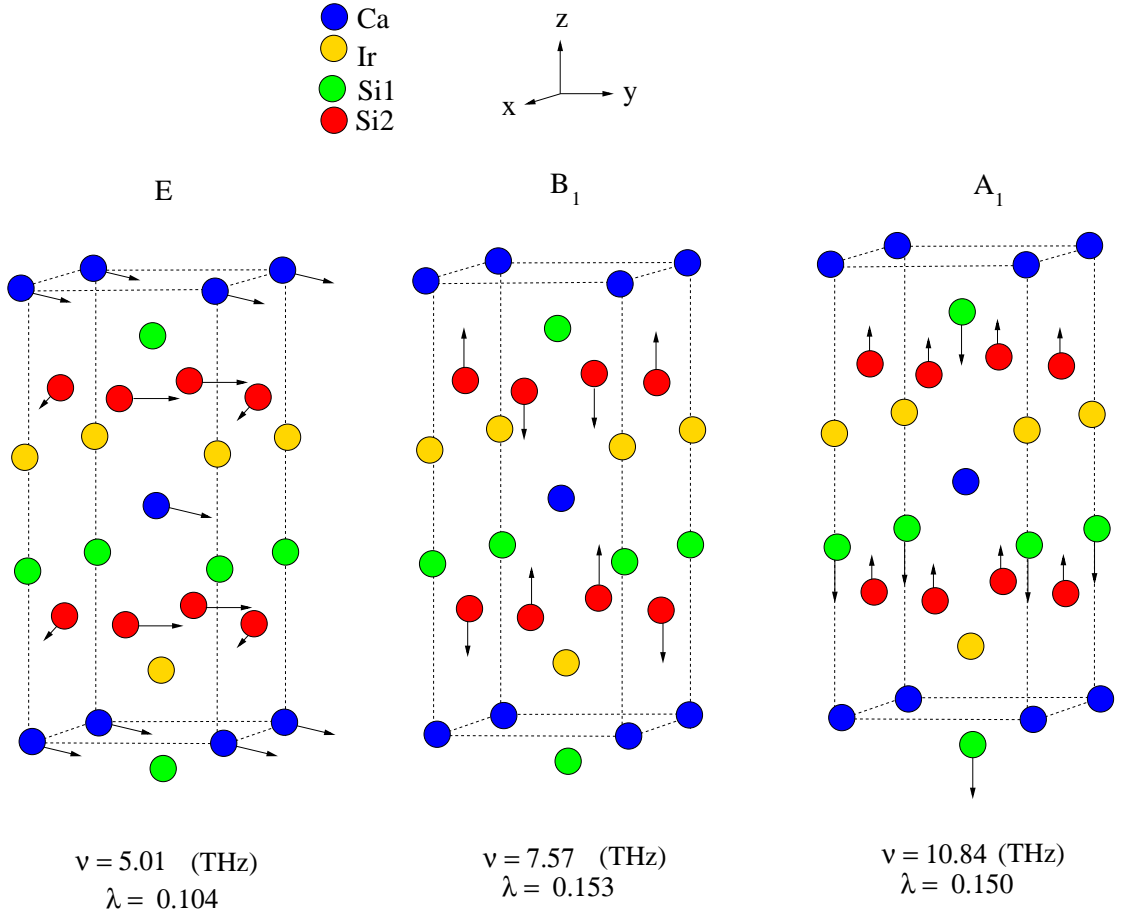 Ca
Ir
Si1
Si2
z
x
y
E
B1
A1
ν = 5.01 (THz)
λ = 0.104
ν = 7.57 (THz)
λ = 0.153
ν = 10.84 (THz)
λ = 0.150